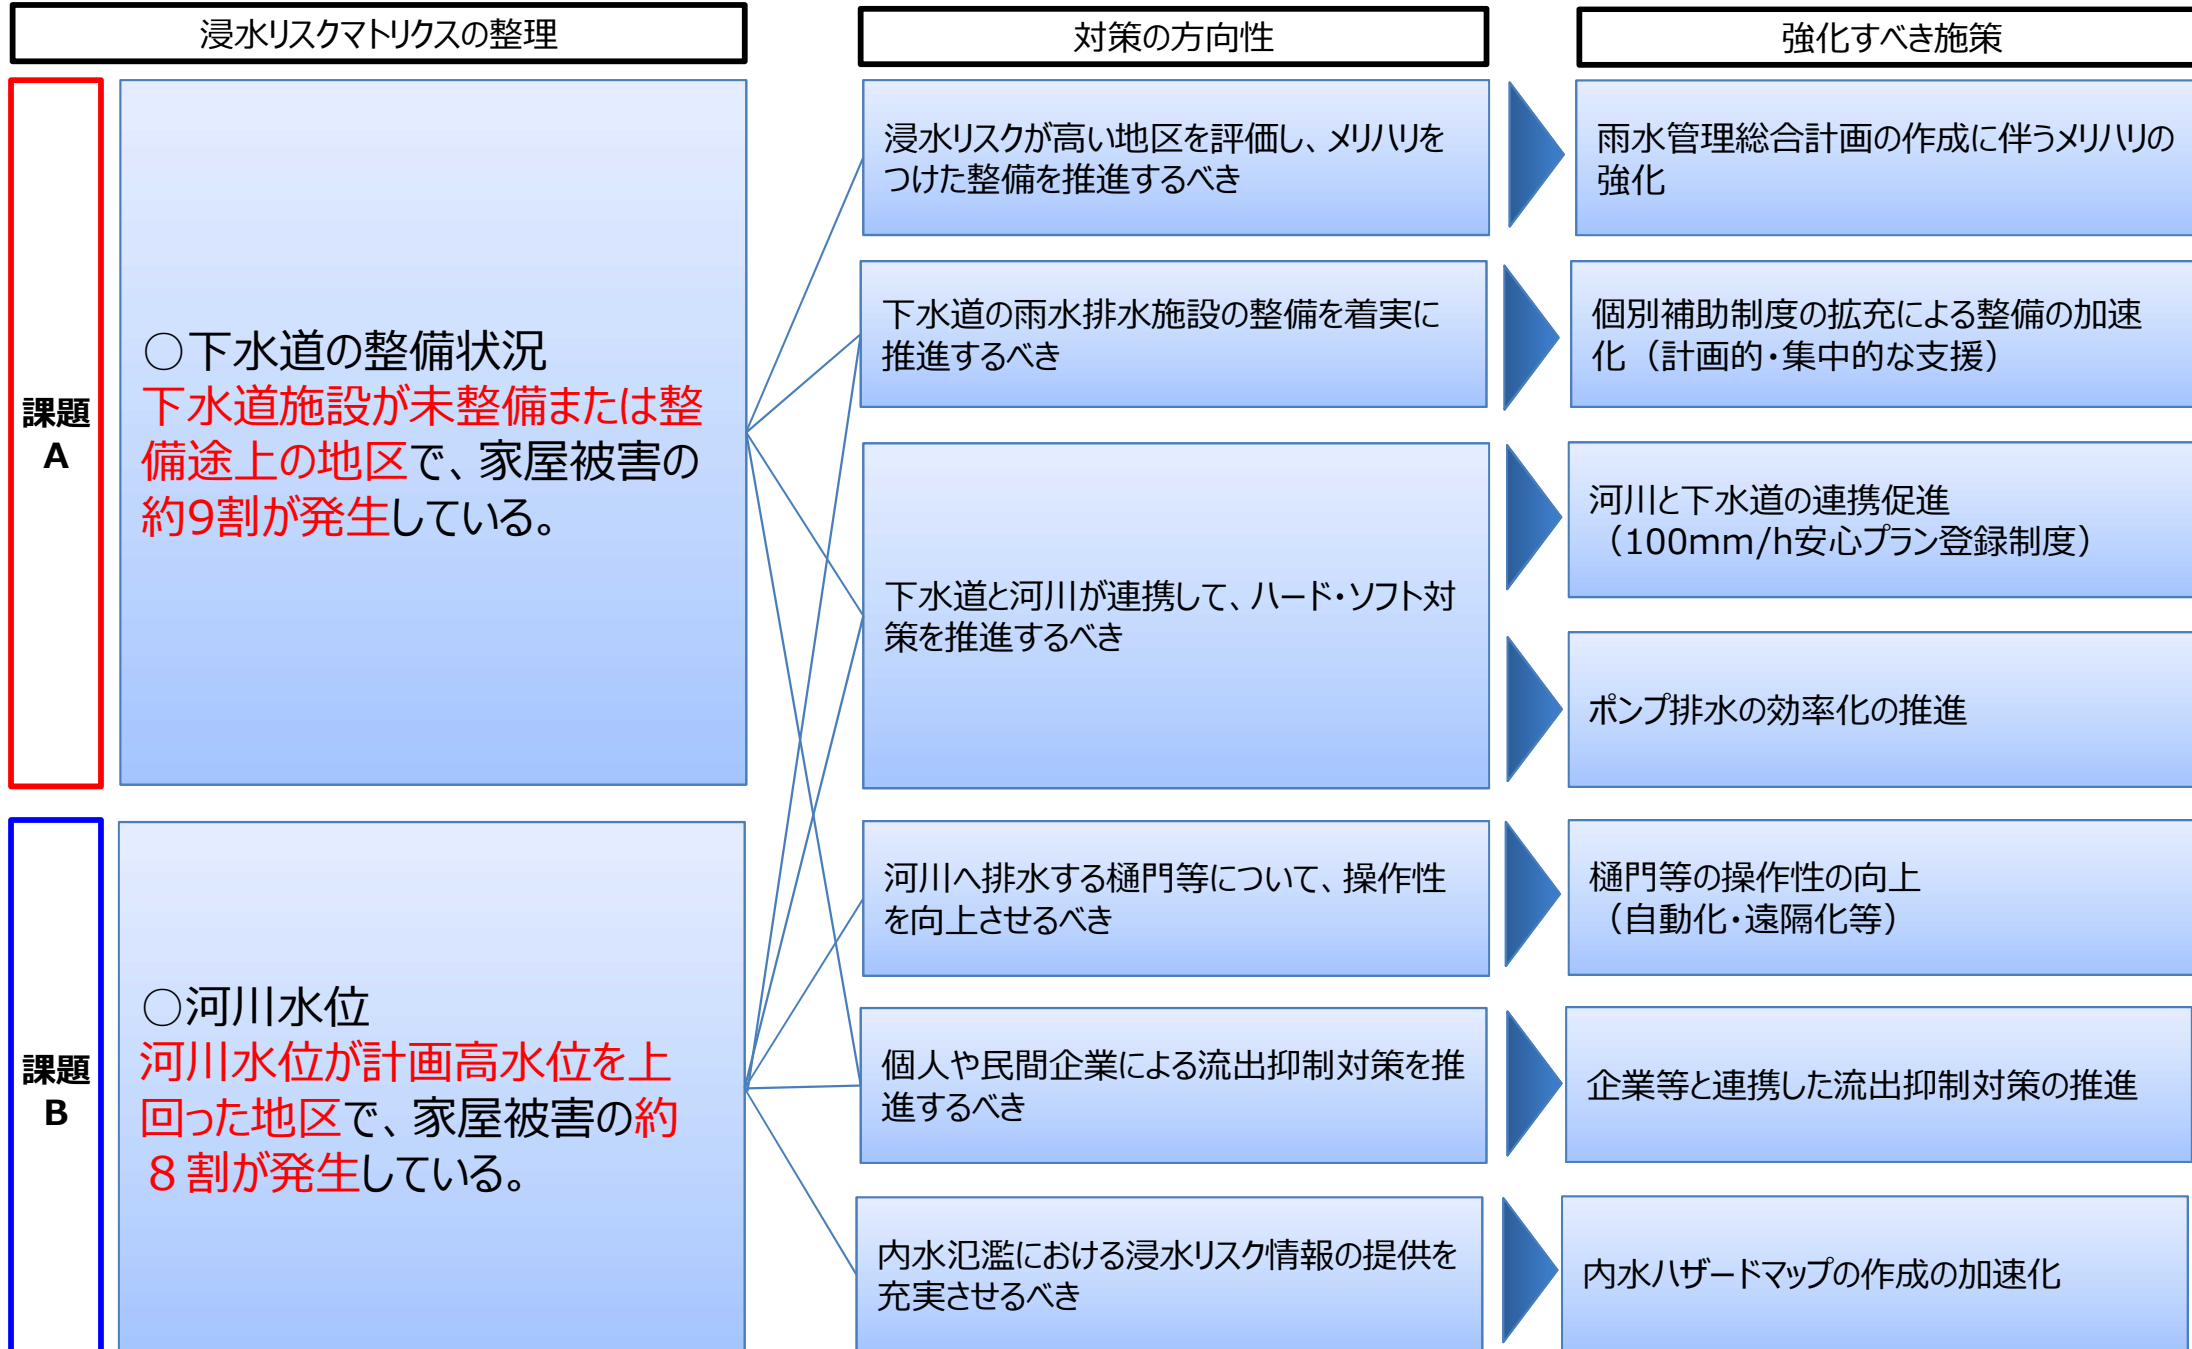 浸水リスクマトリクスの整理
対策の方向性
強化すべき施策
課題
A
○下水道の整備状況
下水道施設が未整備または整
備途上の地区で、家屋被害の
約9割が発生している。
浸水リスクが高い地区を評価し、メリハリを
つけた整備を推進するべき
雨水管理総合計画の作成に伴うメリハリの
強化
下水道の雨水排水施設の整備を着実に
推進するべき
個別補助制度の拡充による整備の加速
化（計画的・集中的な支援）
下水道と河川が連携して、ハード・ソフト対
策を推進するべき
河川と下水道の連携促進
（100mm/h安心プラン登録制度）
ポンプ排水の効率化の推進
課題
B
○河川水位
河川水位が計画高水位を上
回った地区で、家屋被害の約
８割が発生している。
河川へ排水する樋門等について、操作性
を向上させるべき
樋門等の操作性の向上
（自動化・遠隔化等）
個人や民間企業による流出抑制対策を推
進するべき
企業等と連携した流出抑制対策の推進
内水氾濫における浸水リスク情報の提供を
充実させるべき
内水ハザードマップの作成の加速化